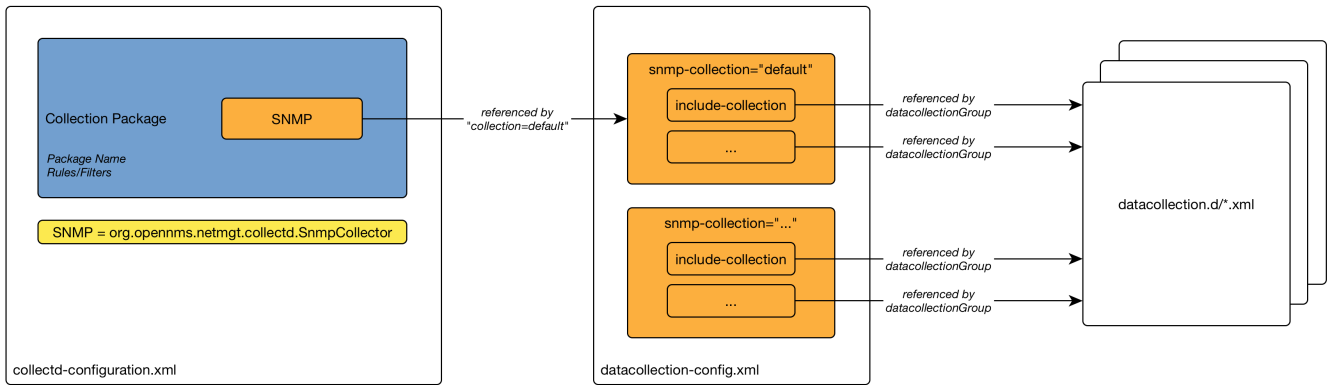 Collection Package
SNMP
Package Name
Rules/Filters
SNMP = org.opennms.netmgt.collectd.SnmpCollector
collectd-configuration.xml
referenced by
"collection=default"
snmp-collection="default"
include-collection
...
snmp-collection="..."
include-collection
...
datacollection-config.xml
referenced by
datacollectionGroup
referenced by
datacollectionGroup
referenced by
datacollectionGroup
referenced by
datacollectionGroup
datacollection.d/*.xml